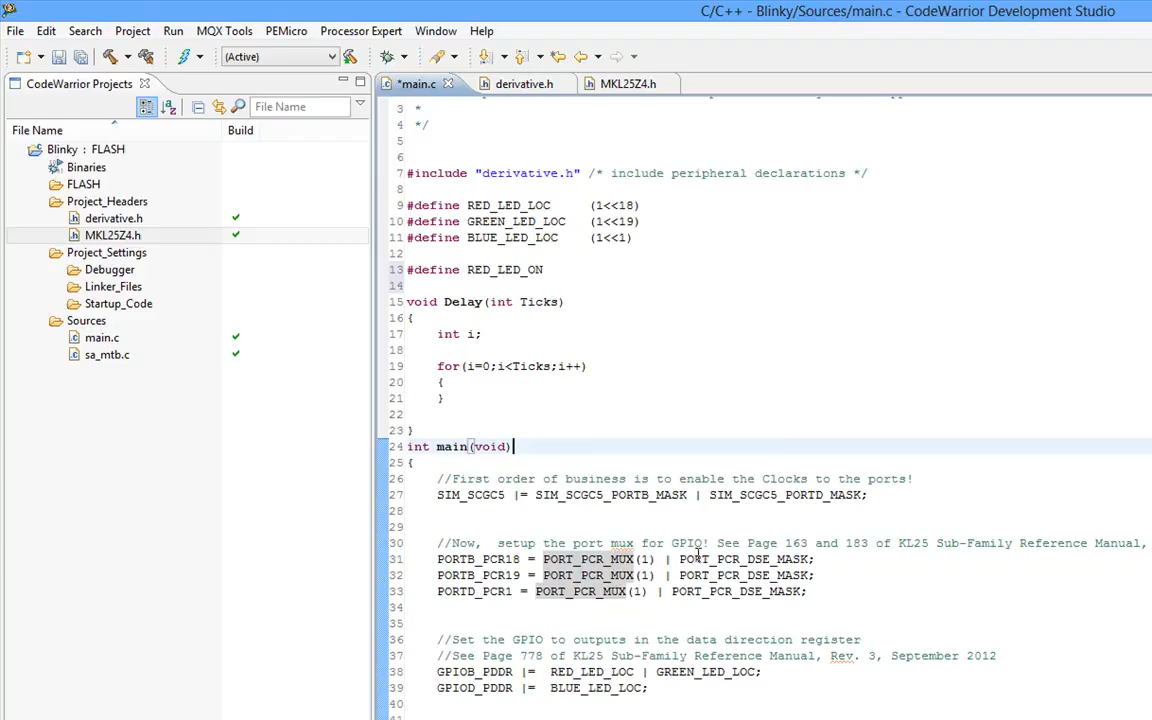 C/C++ - Blinky/Sources/main.c - CodeWarrior Development Studio
File Edit Search Project Run MQX Tools PEMicro Processor Expert Window Help
(Active)
CodeWarrior Projects
*main.c derivative.h MKL25Z4.h
File Name
File Name Build
Blinky : FLASH
Binaries
FLASH
Project_Headers
derivative.h
MKL25Z4.h
Project_Settings
Debugger
Linker_Files
Startup_Code
Sources
main.c
sa_mtb.c
3 *
4 */
5
6
7 #include "derivative.h" /* include peripheral declarations */
8
9 #define RED_LED_LOC (1<<18)
10 #define GREEN_LED_LOC (1<<19)
11 #define BLUE_LED_LOC (1<<1)
12
13 #define RED_LED_ON
14
15 void Delay(int Ticks)
16 {
17 int i;
18
19 for(i=0;i<Ticks;i++)
20 {
21 }
22
23 }
24 int main(void)
25 {
26 //First order of business is to enable the Clocks to the ports!
27 SIM_SCGC5 |= SIM_SCGC5_PORTB_MASK | SIM_SCGC5_PORTD_MASK;
28
29
30 //Now, setup the port mux for GPIO! See Page 163 and 183 of KL25 Sub-Family Reference Manual,
31 PORTB_PCR18 = PORT_PCR_MUX(1) | PORT_PCR_DSE_MASK;
32 PORTB_PCR19 = PORT_PCR_MUX(1) | PORT_PCR_DSE_MASK;
33 PORTD_PCR1 = PORT_PCR_MUX(1) | PORT_PCR_DSE_MASK;
34
35
36 //Set the GPIO to outputs in the data direction register
37 //See Page 778 of KL25 Sub-Family Reference Manual, Rev. 3, September 2012
38 GPIOB_PDDR |= RED_LED_LOC | GREEN_LED_LOC;
39 GPIOD_PDDR |= BLUE_LED_LOC;
40